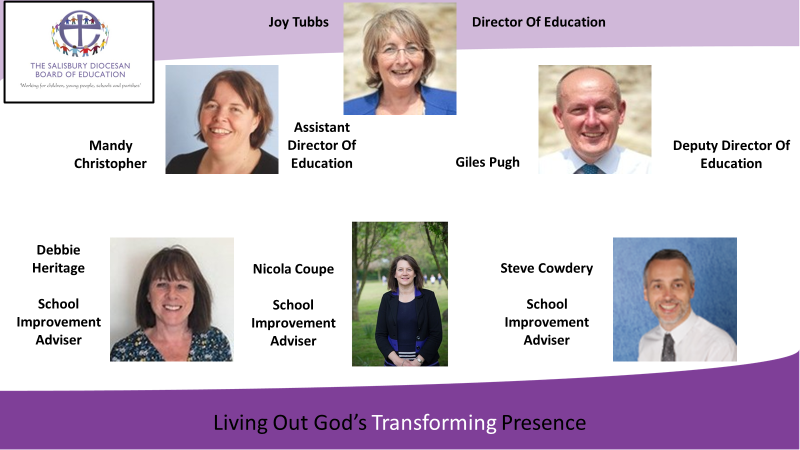 THE SALISBURY DIOCESAN
BOARD OF EDUCATION
'Working for children, young people, schools and parishes'
Joy Tubbs
Director Of Education
Mandy
Christopher
Assistant
Director Of
Education
Giles Pugh
Deputy Director Of
Education
Debbie
Heritage
School
Improvement
Adviser
Nicola Coupe
School
Improvement
Adviser
Steve Cowdery
School
Improvement
Adviser
Living Out God's Transforming Presence